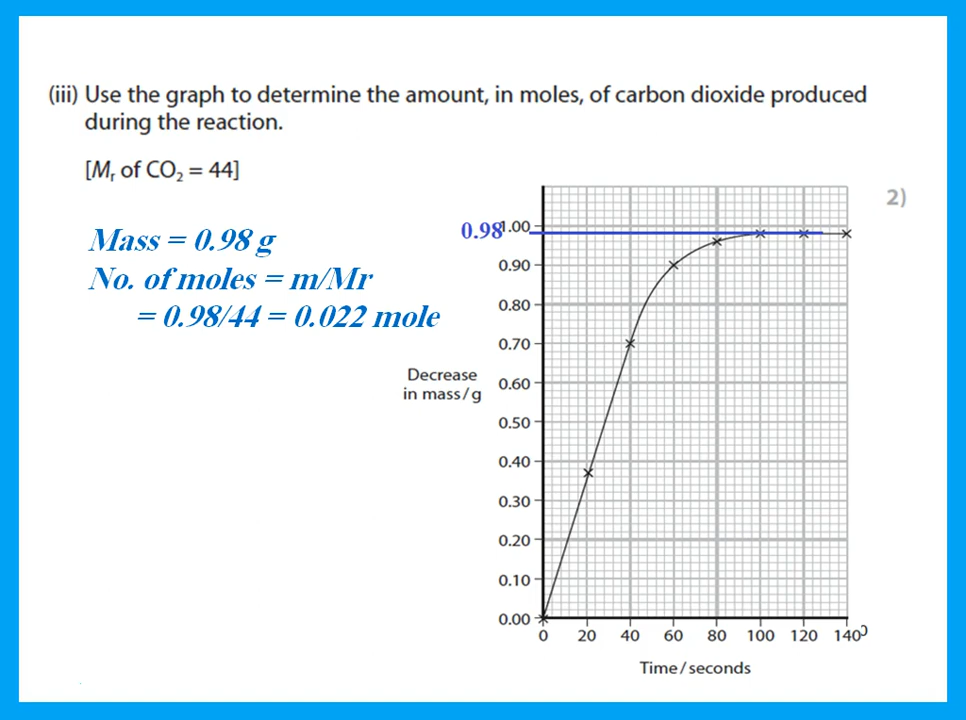 (iii) Use the graph to determine the amount, in moles, of carbon dioxide produced
during the reaction.
[Mr of CO2 = 44]
2)
Mass = 0.98 g
No. of moles = m/Mr
= 0.98/44 = 0.022 mole
0.98
1.00
0.90
0.80
0.70
Decrease
in mass/g
0.60
0.50
0.40
0.30
0.20
0.10
0.00
0 20 40 60 80 100 120 140
Time/seconds